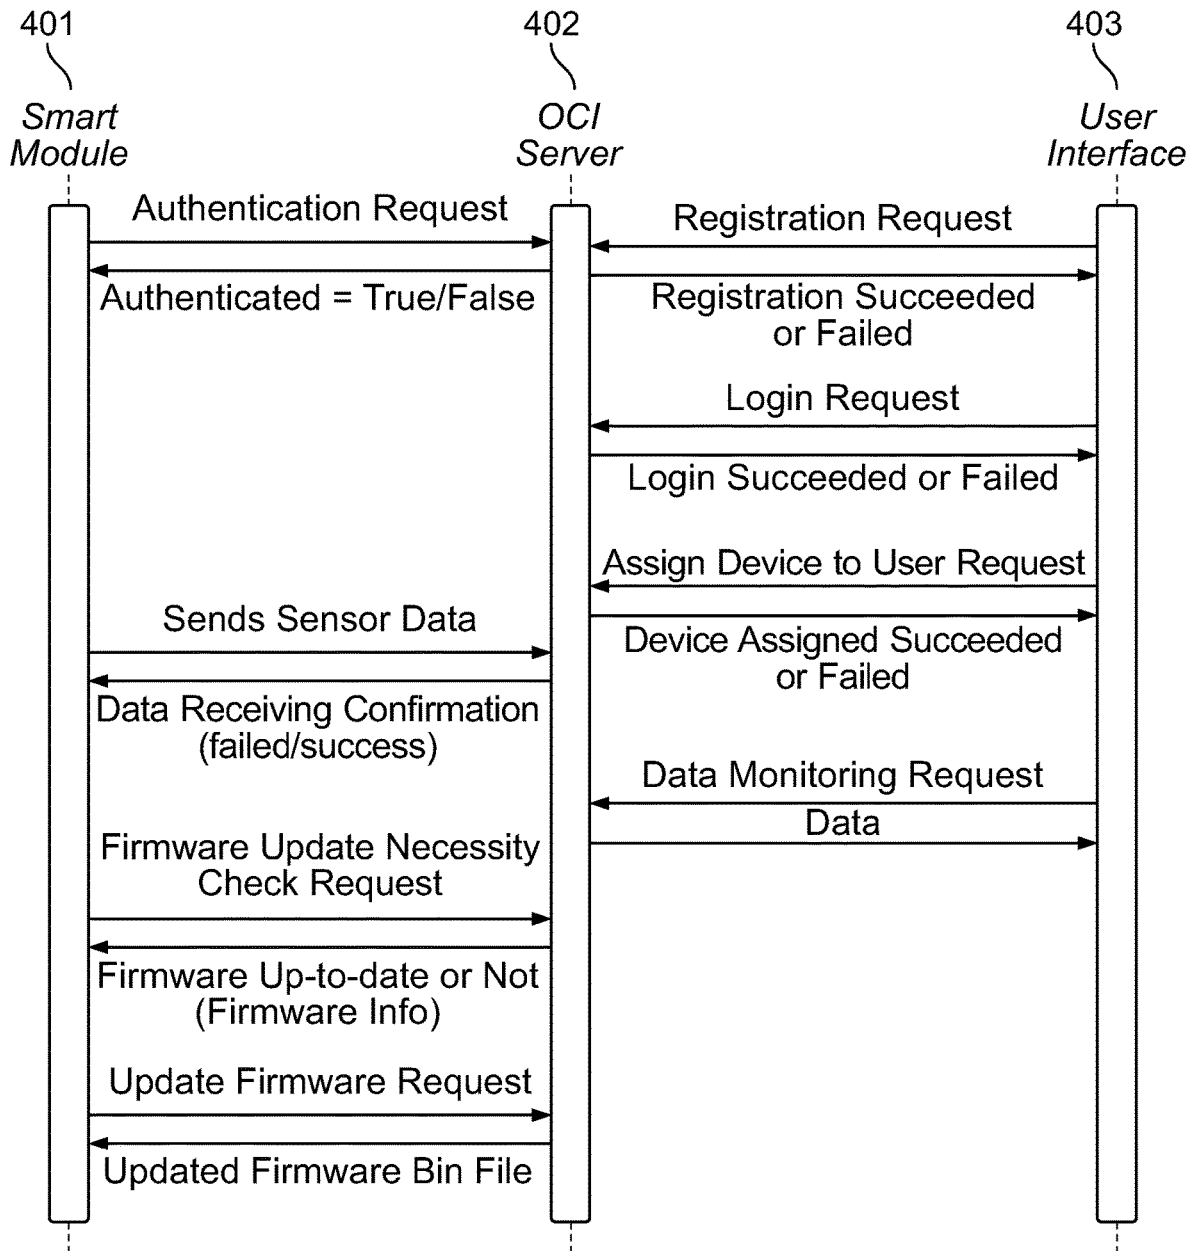 401
402
403
Smart
Module
OCI
Server
User
Interface
Authentication Request
Registration Request
Authenticated = True/False
Registration Succeeded
or Failed
Login Request
Login Succeeded or Failed
Assign Device to User Request
Sends Sensor Data
Device Assigned Succeeded
or Failed
Data Receiving Confirmation
(failed/success)
Data Monitoring Request
Data
Firmware Update Necessity
Check Request
Firmware Up-to-date or Not
(Firmware Info)
Update Firmware Request
Updated Firmware Bin File